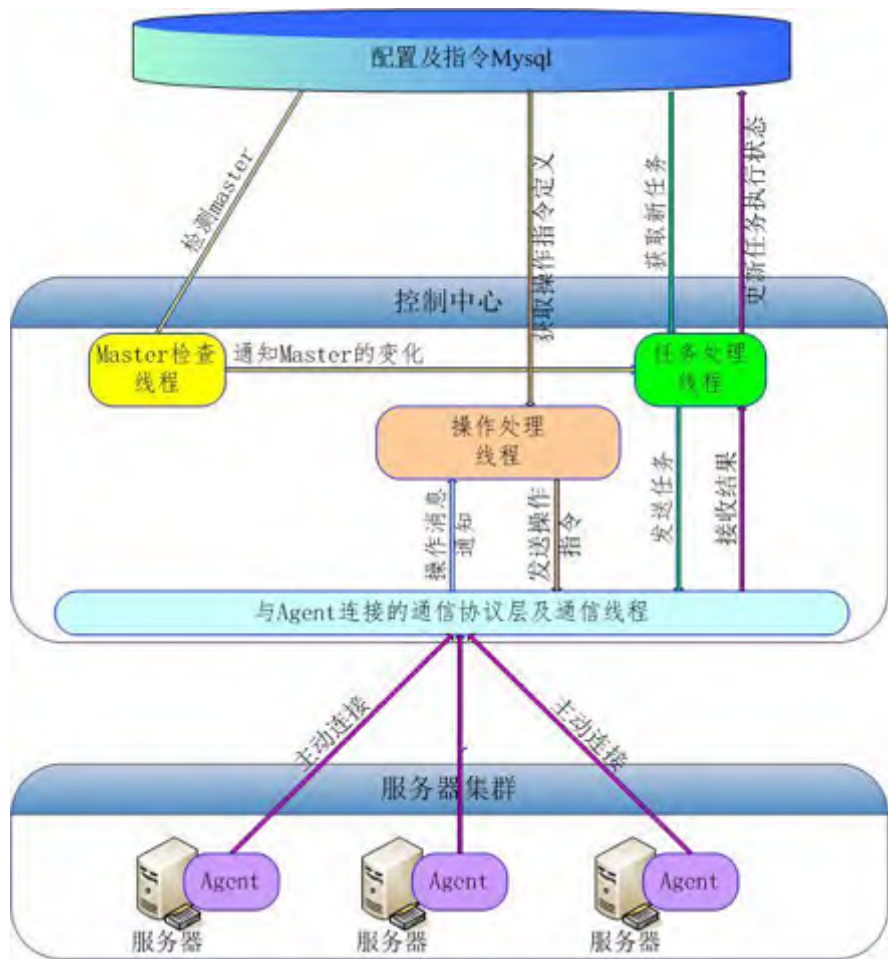 配置及指令Mysql
检测master
获取操作指令定义
获取新任务
更新任务执行状态
控制中心
Master检查
线程
通知Master的变化
任务处理
线程
操作处理
线程
操作消息
通知
发送操作
指令
发送任务
接收结果
与Agent连接的通信协议层及通信线程
主动连接
主动连接
服务器集群
Agent
Agent
Agent
服务器
服务器
服务器